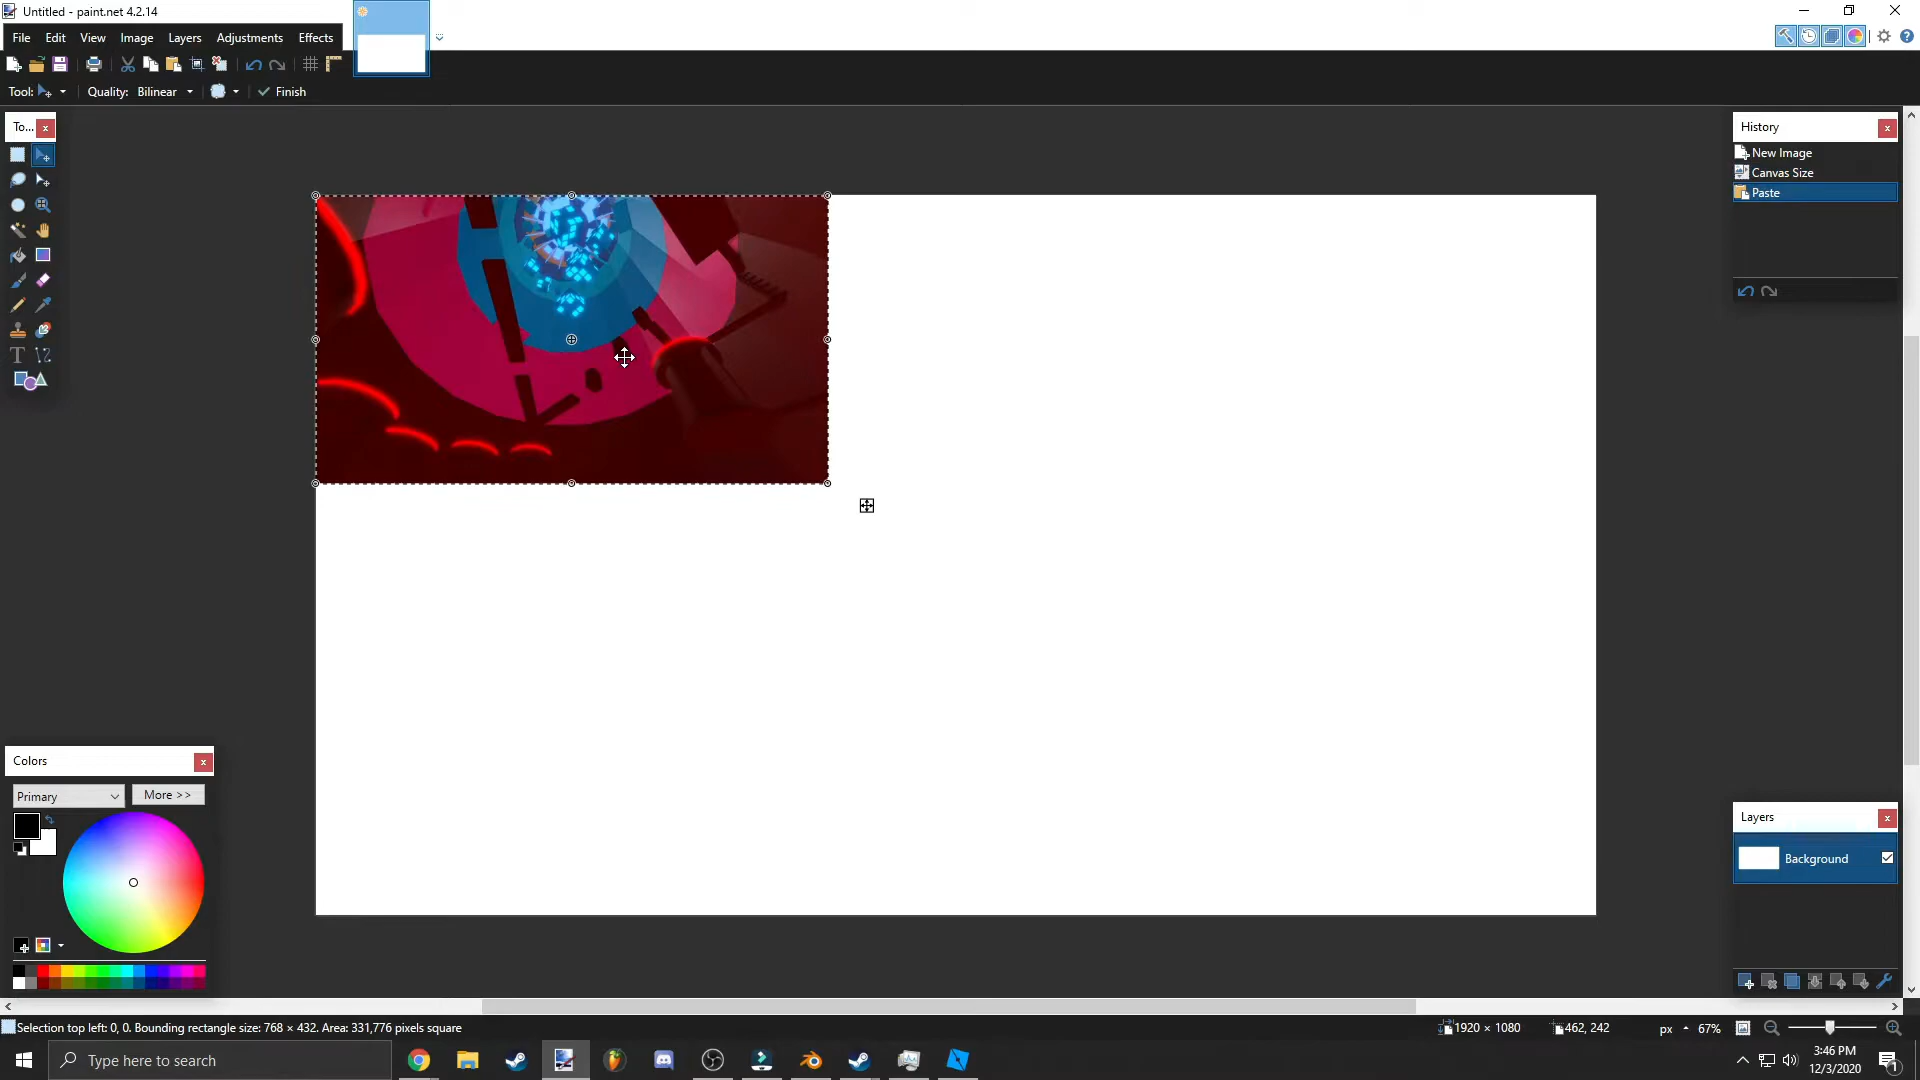 Untitled - paint.net 4.2.14
File Edit View Image Layers Adjustments Effects
Tool: Quality: Bilinear Finish
To...
History
New Image
Canvas Size
Paste
Colors
Primary More >>
Layers
Background
Selection top left: 0, 0. Bounding rectangle size: 768 × 432. Area: 331,776 pixels square 1920 × 1080 462, 242 px 67%
Type here to search
3:46 PM
12/3/2020
1